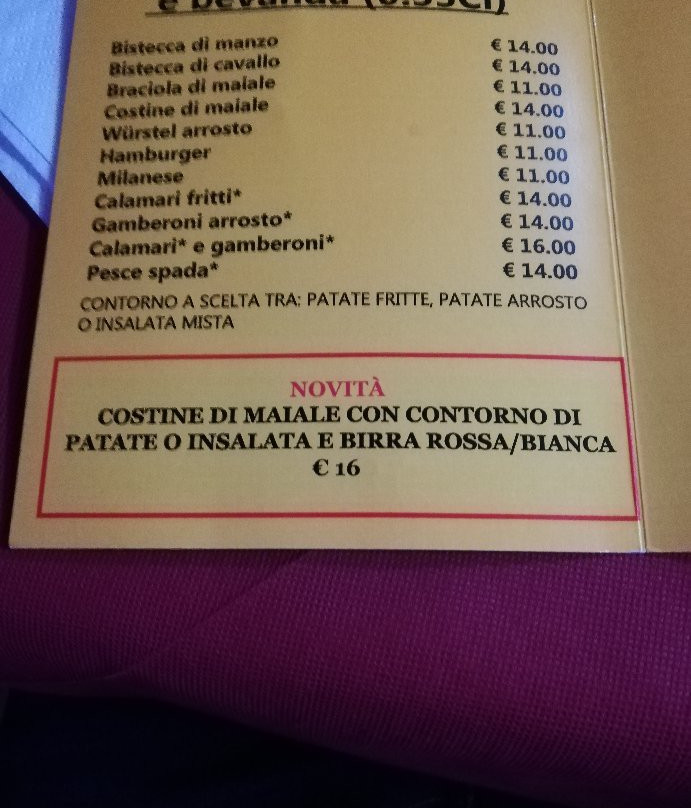 e bevanda (0.33Cl)
Bistecca di manzo € 14.00
Bistecca di cavallo € 14.00
Braciola di maiale € 11.00
Costine di maiale € 14.00
Würstel arrosto € 11.00
Hamburger € 11.00
Milanese € 11.00
Calamari fritti* € 14.00
Gamberoni arrosto* € 14.00
Calamari* e gamberoni* € 16.00
Pesce spada* € 14.00
CONTORNO A SCELTA TRA: PATATE FRITTE, PATATE ARROSTO
O INSALATA MISTA
NOVITÀ
COSTINE DI MAIALE CON CONTORNO DI
PATATE O INSALATA E BIRRA ROSSA/BIANCA
€ 16